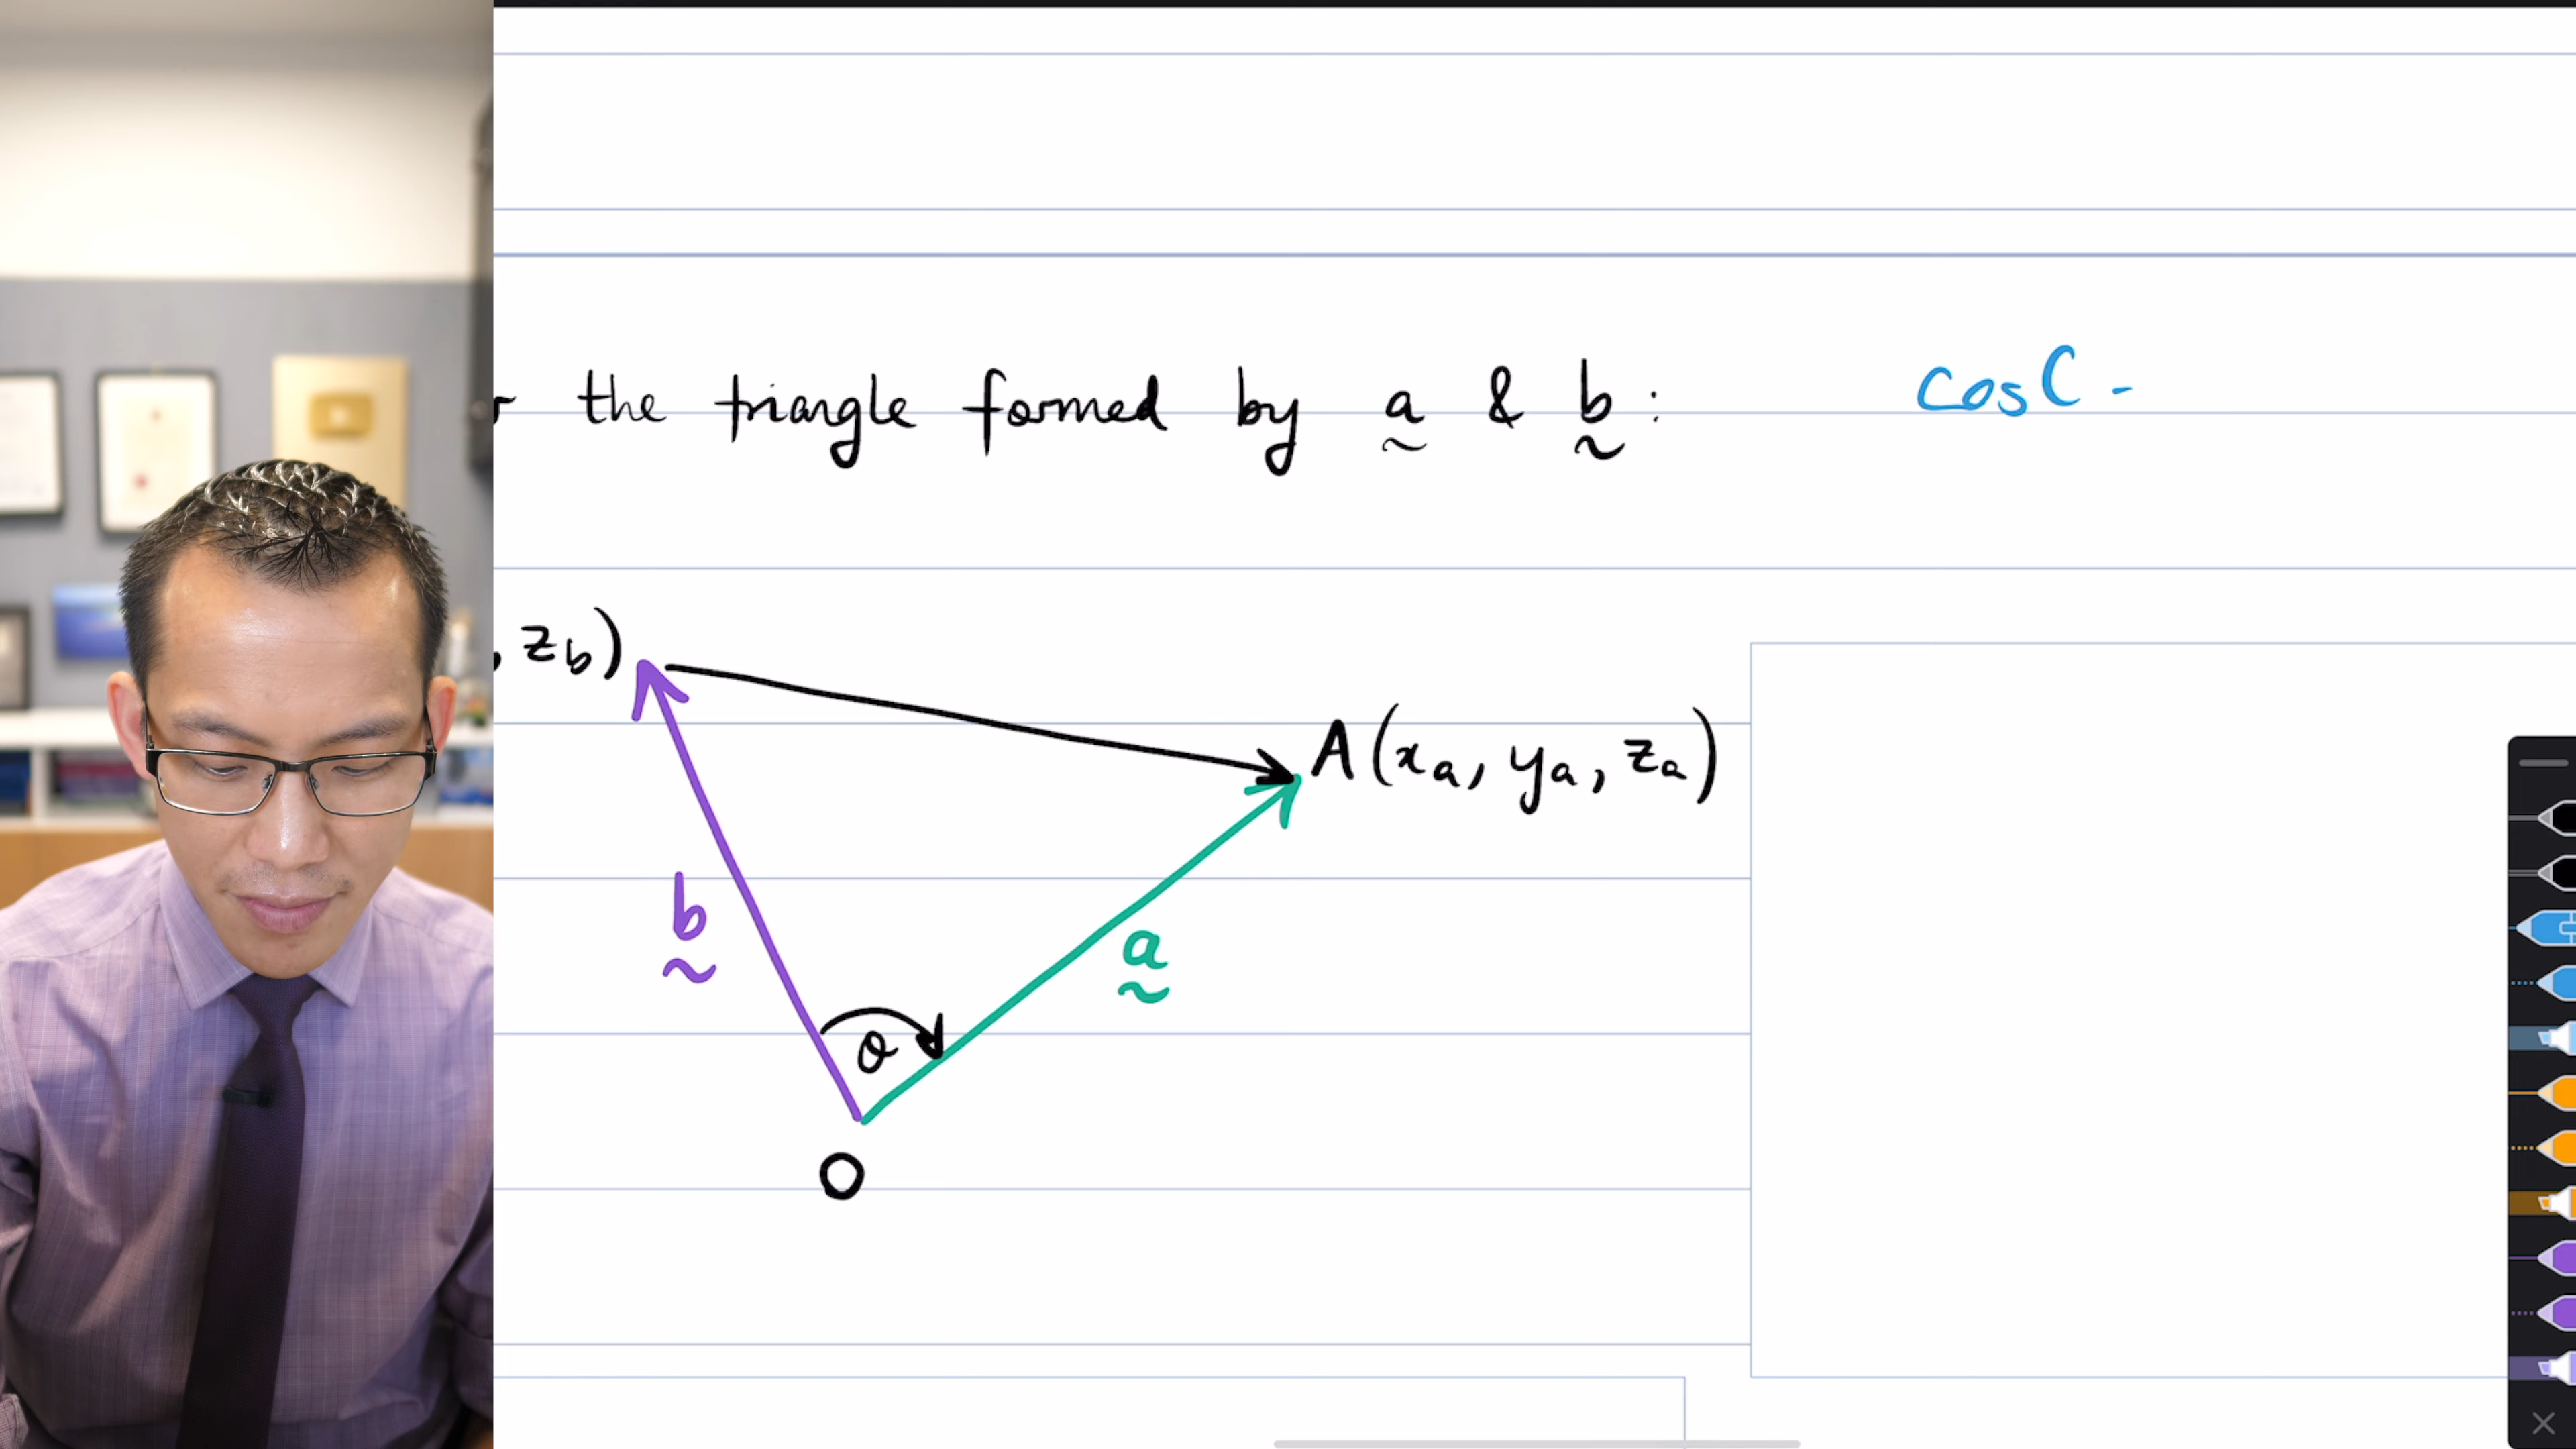 the triangle formed by a & b :
cos C -
, z_b)
A (x_a, y_a, z_a)
b
a
θ
O